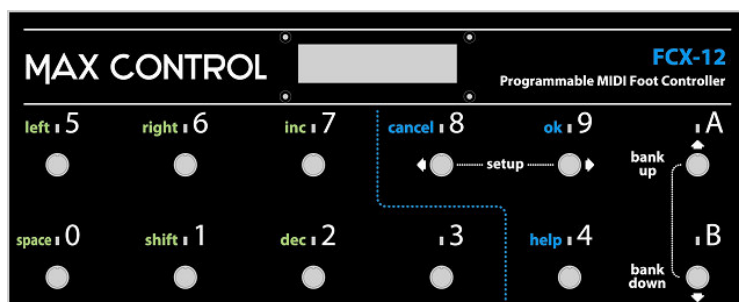 MAX CONTROL
FCX-12
Programmable MIDI Foot Controller
left 5 right 6 inc 7 cancel 8 ok 9 A
setup
bank
up
space 0 shift 1 dec 2 3 help 4 B
bank
down